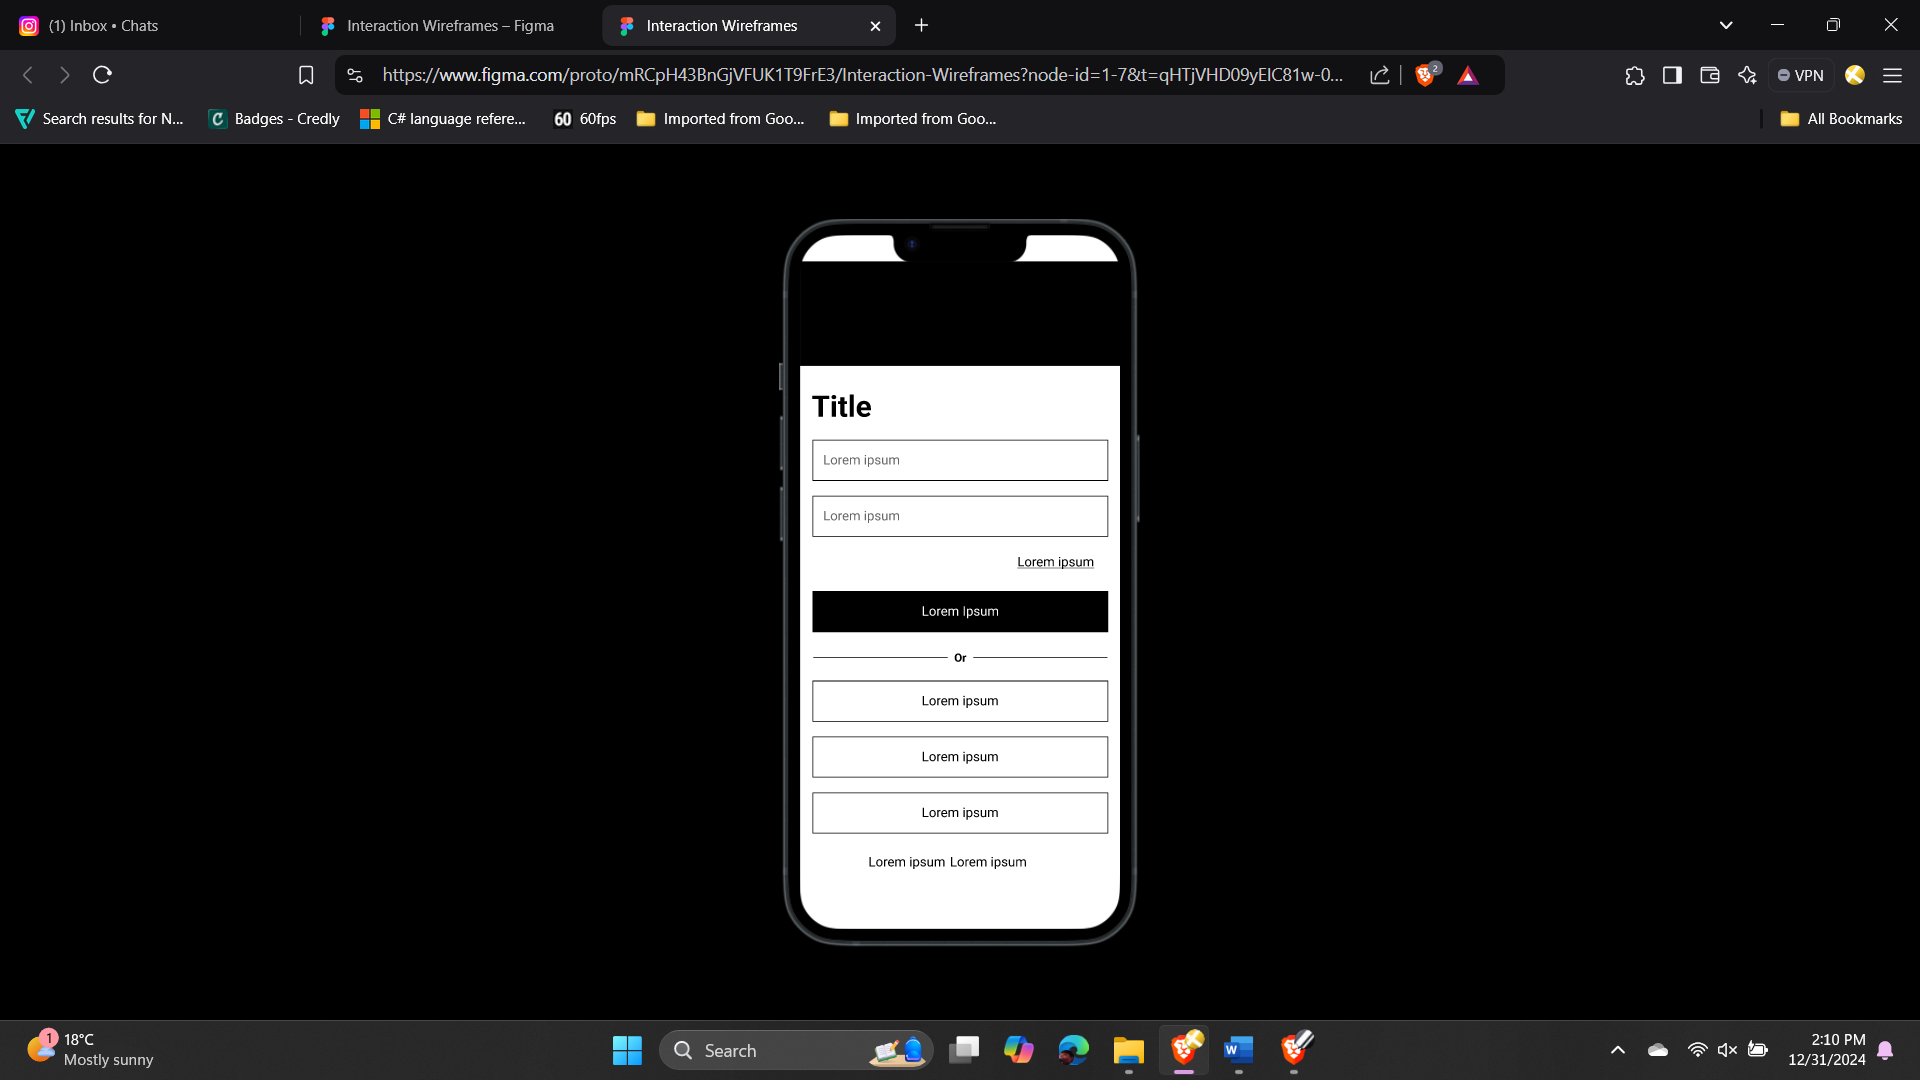 (1) Inbox • Chats
Interaction Wireframes – Figma
Interaction Wireframes
https://www.figma.com/proto/mRCpH43BnGjVFUK1T9FrE3/Interaction-Wireframes?node-id=1-7&t=qHTjVHD09yEIC81w-0...
2
VPN
Search results for N...
Badges - Credly
C# language refere...
60 60fps
Imported from Goo...
Imported from Goo...
All Bookmarks
Title
Lorem ipsum
Lorem ipsum
Lorem ipsum
Lorem Ipsum
Or
Lorem ipsum
Lorem ipsum
Lorem ipsum
Lorem ipsum Lorem ipsum
1
18°C
Mostly sunny
Search
W
2:10 PM
12/31/2024